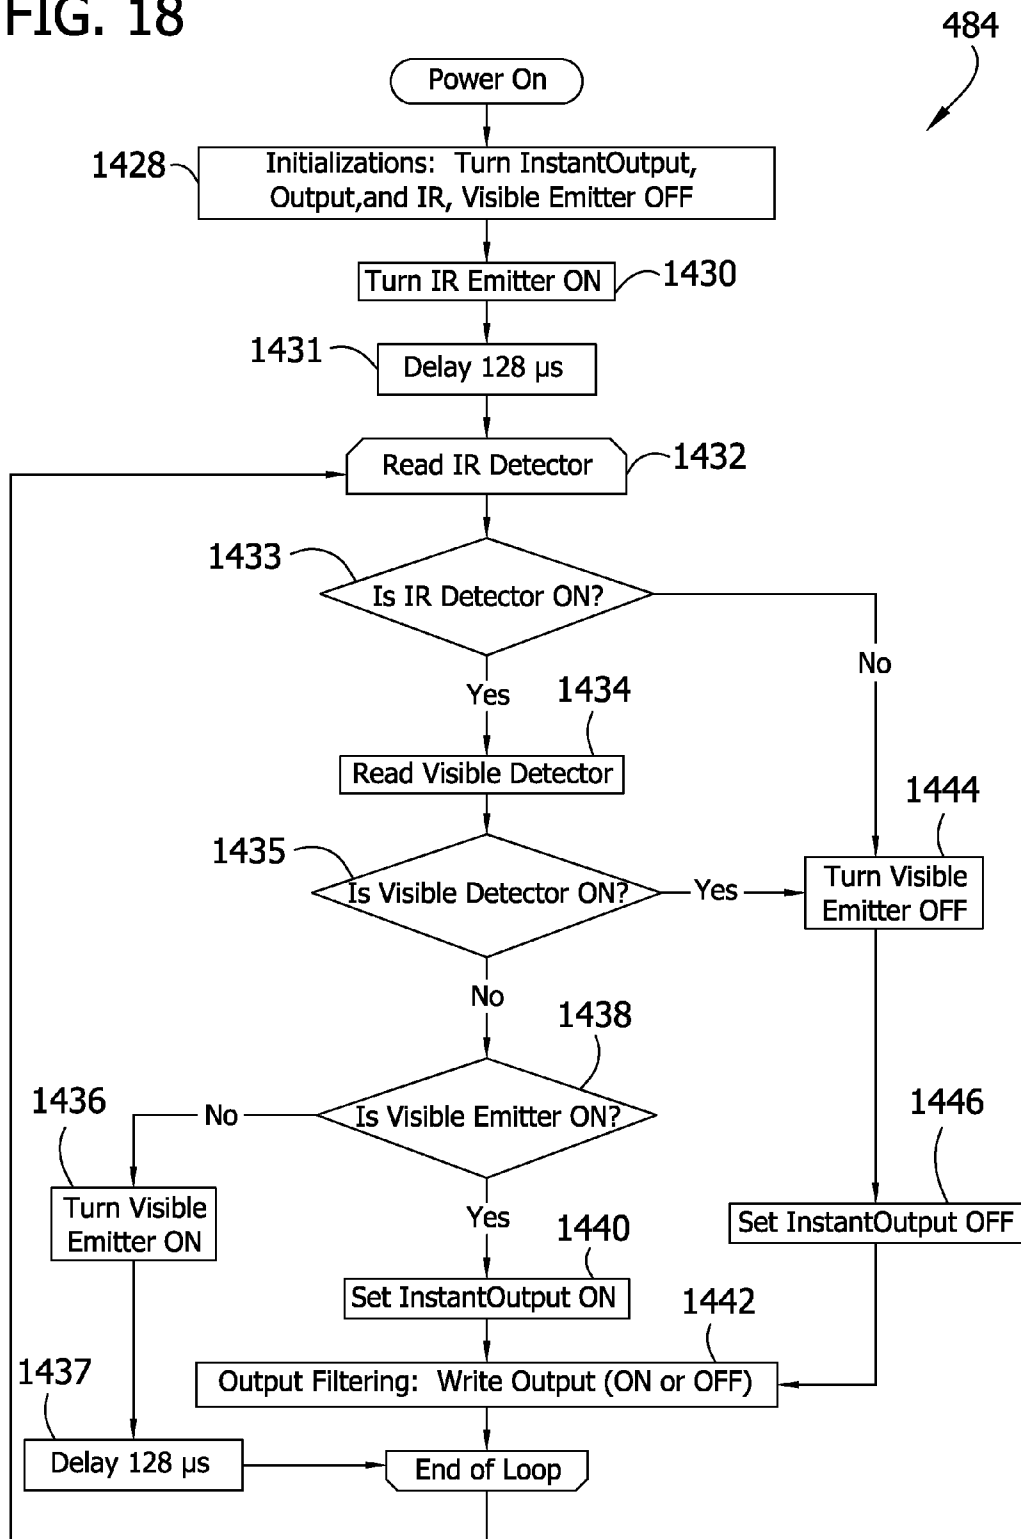 FIG. 18
484
Power On
1428
Initializations: Turn InstantOutput,
Output,and IR, Visible Emitter OFF
Turn IR Emitter ON
1430
1431
Delay 128 µs
Read IR Detector
1432
1433
Is IR Detector ON?
No
Yes
1434
Read Visible Detector
1444
1435
Is Visible Detector ON?
Yes
Turn Visible
Emitter OFF
No
1438
1436
No
Is Visible Emitter ON?
1446
Turn Visible
Emitter ON
Yes
1440
Set InstantOutput OFF
Set InstantOutput ON
1442
1437
Output Filtering: Write Output (ON or OFF)
Delay 128 µs
End of Loop